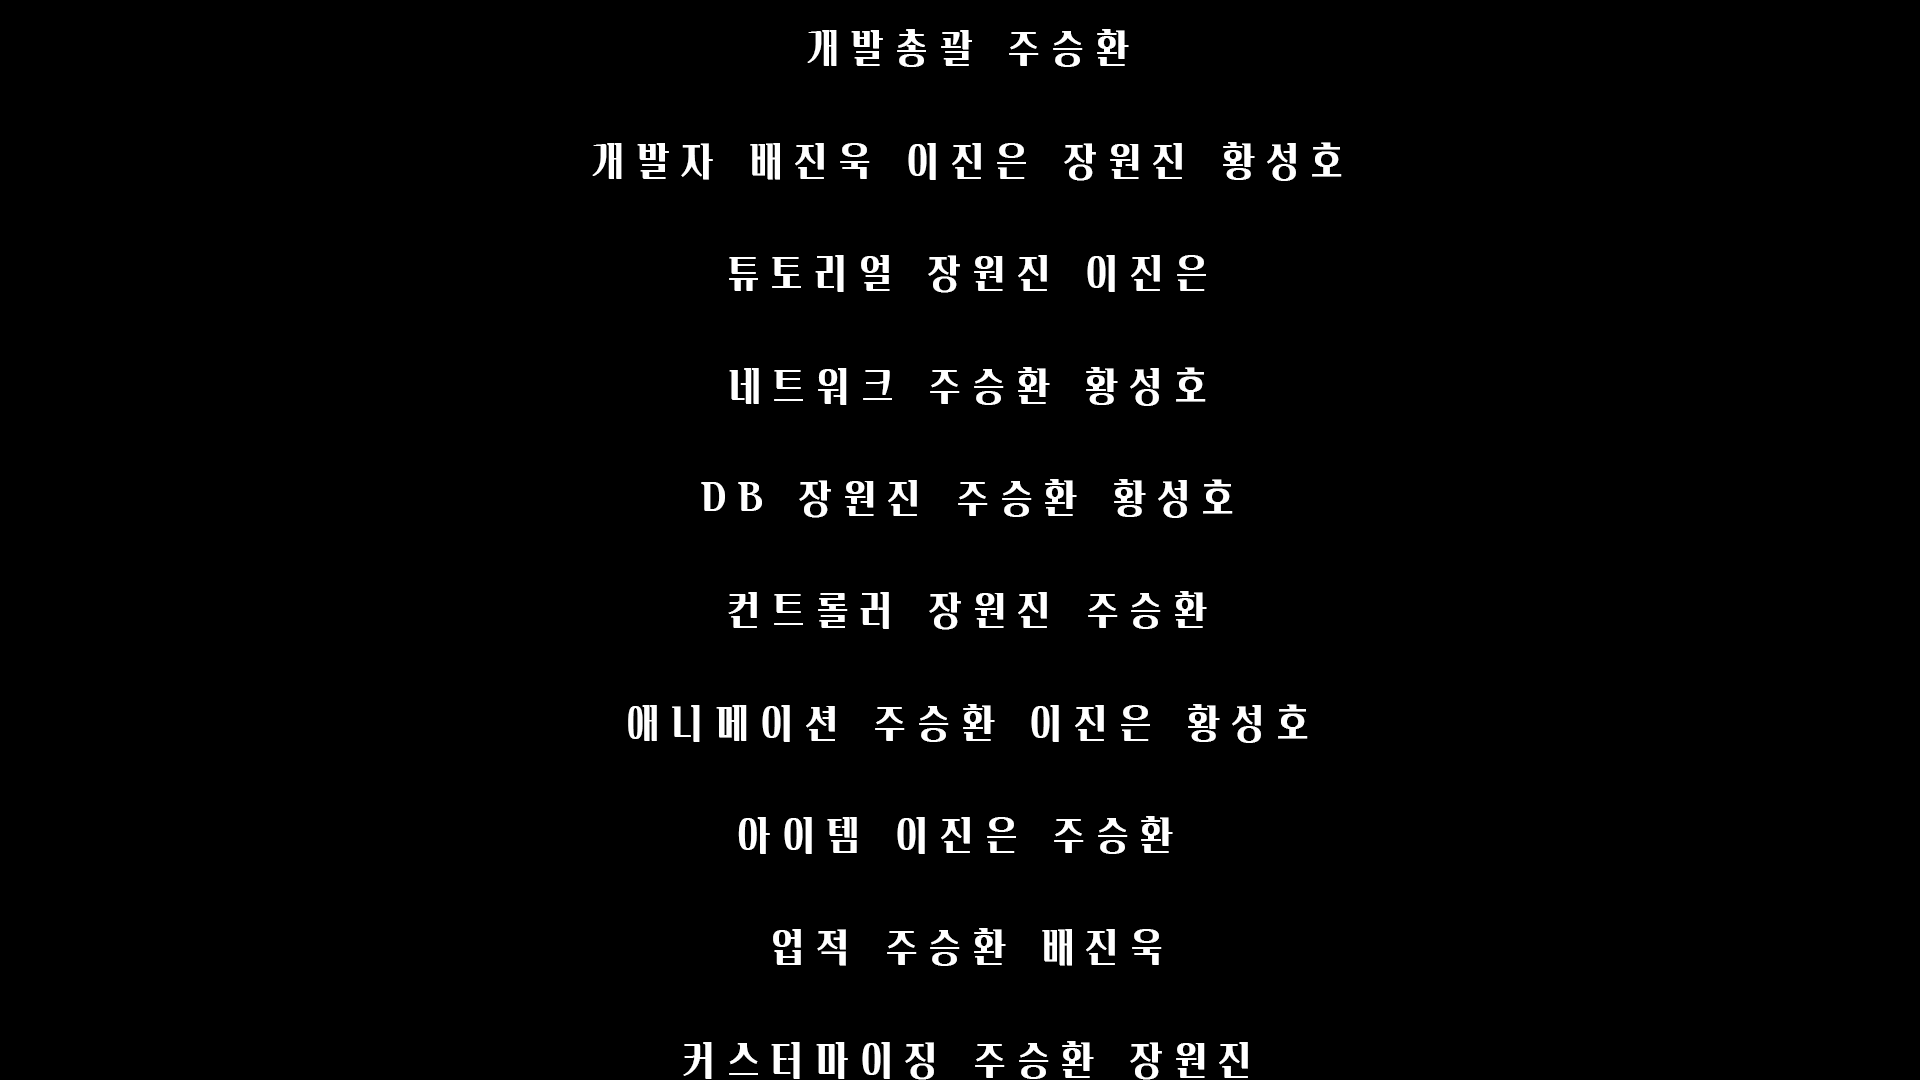 개발총괄 주승환
개발자 배진욱 이진은 장원진 황성호
튜토리얼 장원진 이진은
네트워크 주승환 황성호
DB 장원진 주승환 황성호
컨트롤러 장원진 주승환
애니메이션 주승환 이진은 황성호
아이템 이진은 주승환
업적 주승환 배진욱
커스터마이징 주승환 장원진